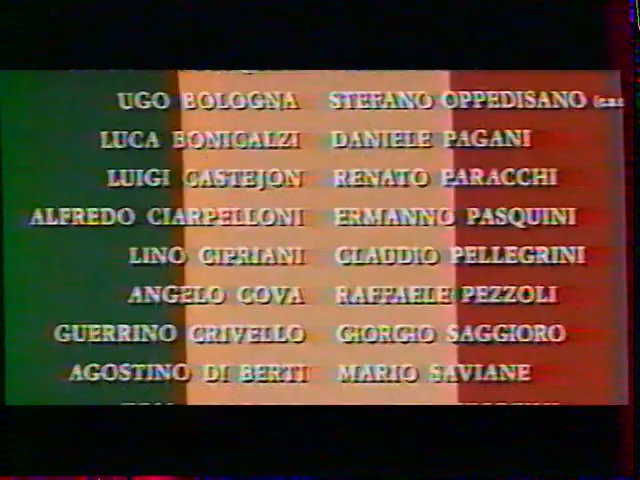 UGO BOLOGNA STEFANO OPPEDISANO
LUCA BONICALZI DANIELE PAGANI
LUIGI CASTEJON RENATO PARACCHI
ALFREDO CIARPELLONI ERMANNO PASQUINI
LINO CIPRIANI CLAUDIO PELLEGRINI
ANGELO COVA RAFFAELE PEZZOLI
GUERRINO CRIVELLO GIORGIO SAGGIORO
AGOSTINO DI BERTI MARIO SAVIANE